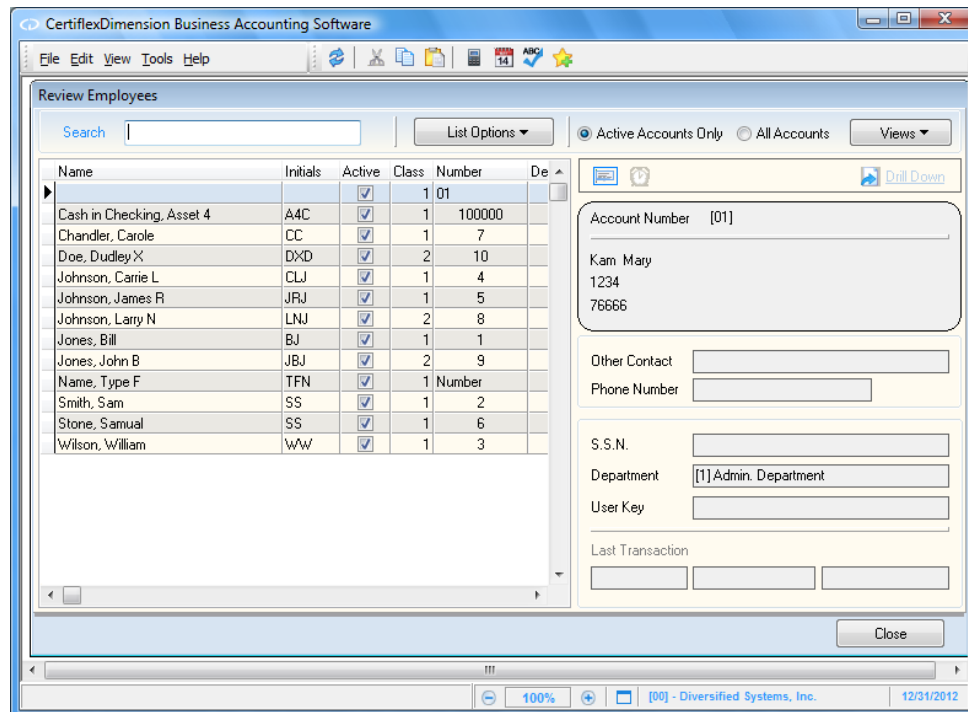 CertiflexDimension Business Accounting Software
File Edit View Tools Help 14 ABC
Review Employees
Search List Options Active Accounts Only All Accounts Views
Name Initials Active Class Number De
1 01
Cash in Checking, Asset 4 A4C 1 100000
Chandler, Carole CC 1 7
Doe, Dudley X DXD 2 10
Johnson, Carrie L CLJ 1 4
Johnson, James R JRJ 1 5
Johnson, Larry N LNJ 2 8
Jones, Bill BJ 1 1
Jones, John B JBJ 2 9
Name, Type F TFN 1 Number
Smith, Sam SS 1 2
Stone, Samual SS 1 6
Wilson, William WW 1 3
Drill Down
Account Number [01]
Kam Mary
1234
76666
Other Contact
Phone Number
S.S.N.
Department [1] Admin. Department
User Key
Last Transaction
Close
100% [00] - Diversified Systems, Inc. 12/31/2012